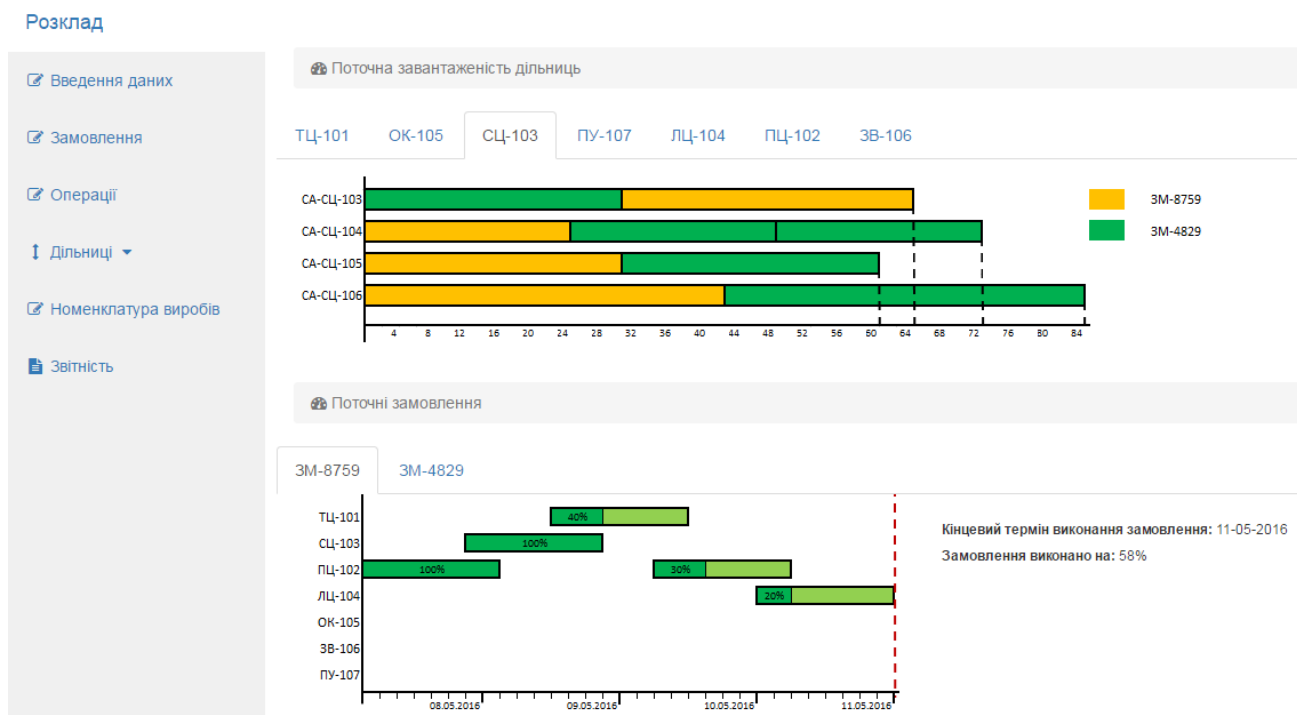 Розклад
Введення даних
Замовлення
Операції
Дільниці
Номенклатура виробів
Звітність
Поточна завантаженість дільниць
ТЦ-101 ОК-105 СЦ-103 ПУ-107 ЛЦ-104 ПЦ-102 ЗВ-106
СА-СЦ-103
СА-СЦ-104
СА-СЦ-105
СА-СЦ-106
4 8 12 16 20 24 28 32 36 40 44 48 52 56 60 64 68 72 76 80 84
ЗМ-8759
ЗМ-4829
Поточні замовлення
ЗМ-8759 ЗМ-4829
ТЦ-101 40%
СЦ-103 100%
ПЦ-102 100% 30%
ЛЦ-104 20%
ОК-105
ЗВ-106
ПУ-107
08.05.2016 09.05.2016 10.05.2016 11.05.2016
Кінцевий термін виконання замовлення: 11-05-2016
Замовлення виконано на: 58%